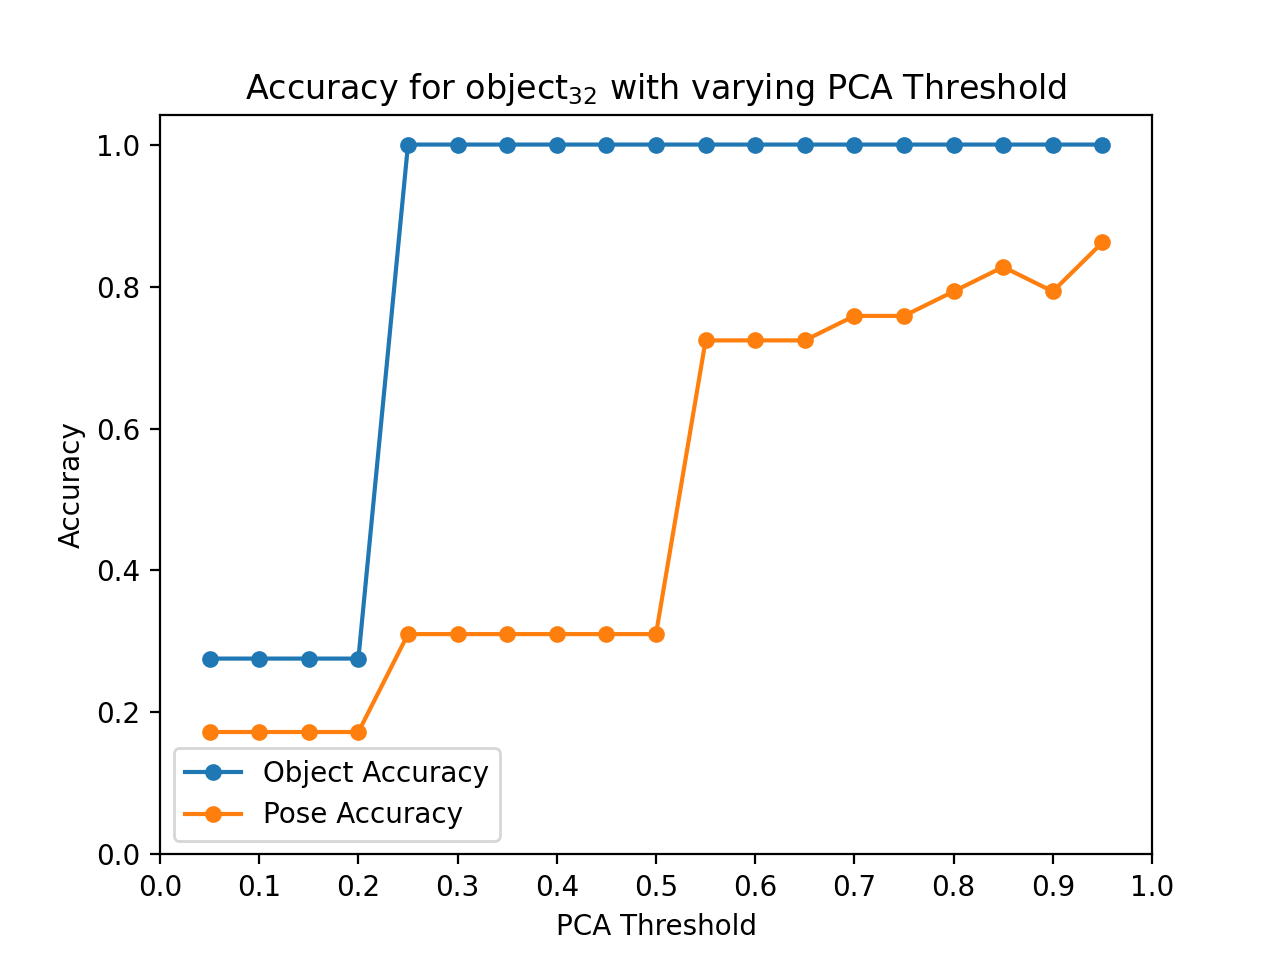 Accuracy for object₃₂ with varying PCA Threshold
1.0
0.8
0.6
0.4
0.2
0.0
Accuracy
Object Accuracy
Pose Accuracy
0.0 0.1 0.2 0.3 0.4 0.5 0.6 0.7 0.8 0.9 1.0
PCA Threshold